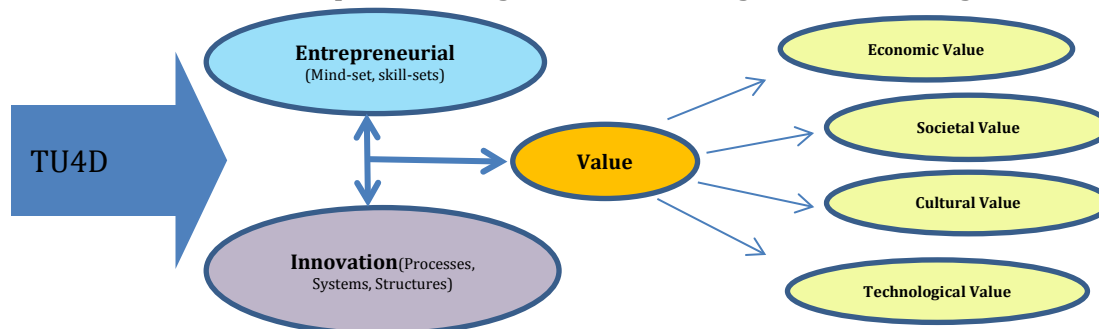 Entrepreneurial
(Mind-set, skill-sets)
Economic Value
Societal Value
TU4D
Value
Cultural Value
Innovation(Processes,
Systems, Structures)
Technological Value